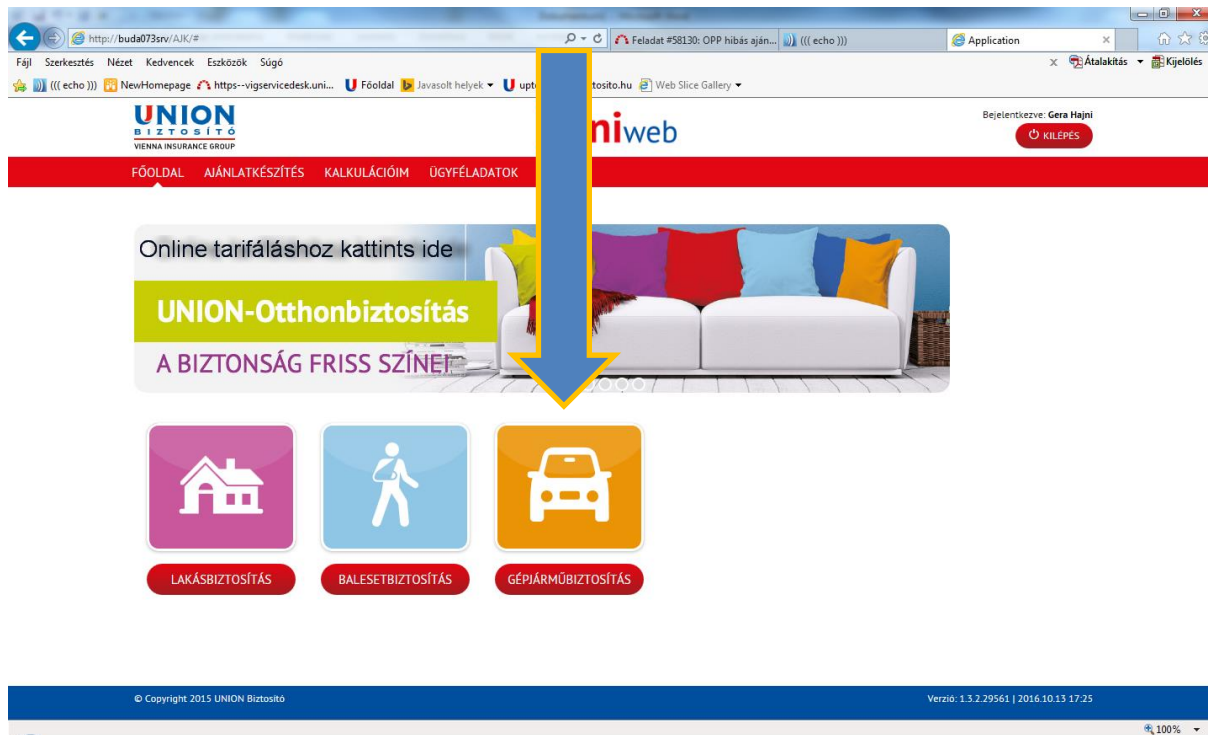 http://buda073srv/AJK/#
Feladat #58130: OPP hibás aján...
((( echo )))
Application
Fájl Szerkesztés Nézet Kedvencek Eszközök Súgó
Átalakítás
Kijelölés
((( echo ))) NewHomepage https--vigservicedesk.uni... Főoldal Javasolt helyek
tosito.hu Web Slice Gallery
UNION
BIZTOSÍTÓ
VIENNA INSURANCE GROUP
niweb
Bejelentkezve: Gera Hajni
KILÉPÉS
FŐOLDAL AJÁNLATKÉSZÍTÉS KALKULÁCIÓIM ÜGYFÉLADATOK
Online tarifáláshoz kattints ide
UNION-Otthonbiztosítás
A BIZTONSÁG FRISS SZÍNEI
LAKÁSBIZTOSÍTÁS
BALESETBIZTOSÍTÁS
GÉPJÁRMŰBIZTOSÍTÁS
© Copyright 2015 UNION Biztosító
Verzió: 1.3.2.29561 | 2016.10.13 17:25
100%